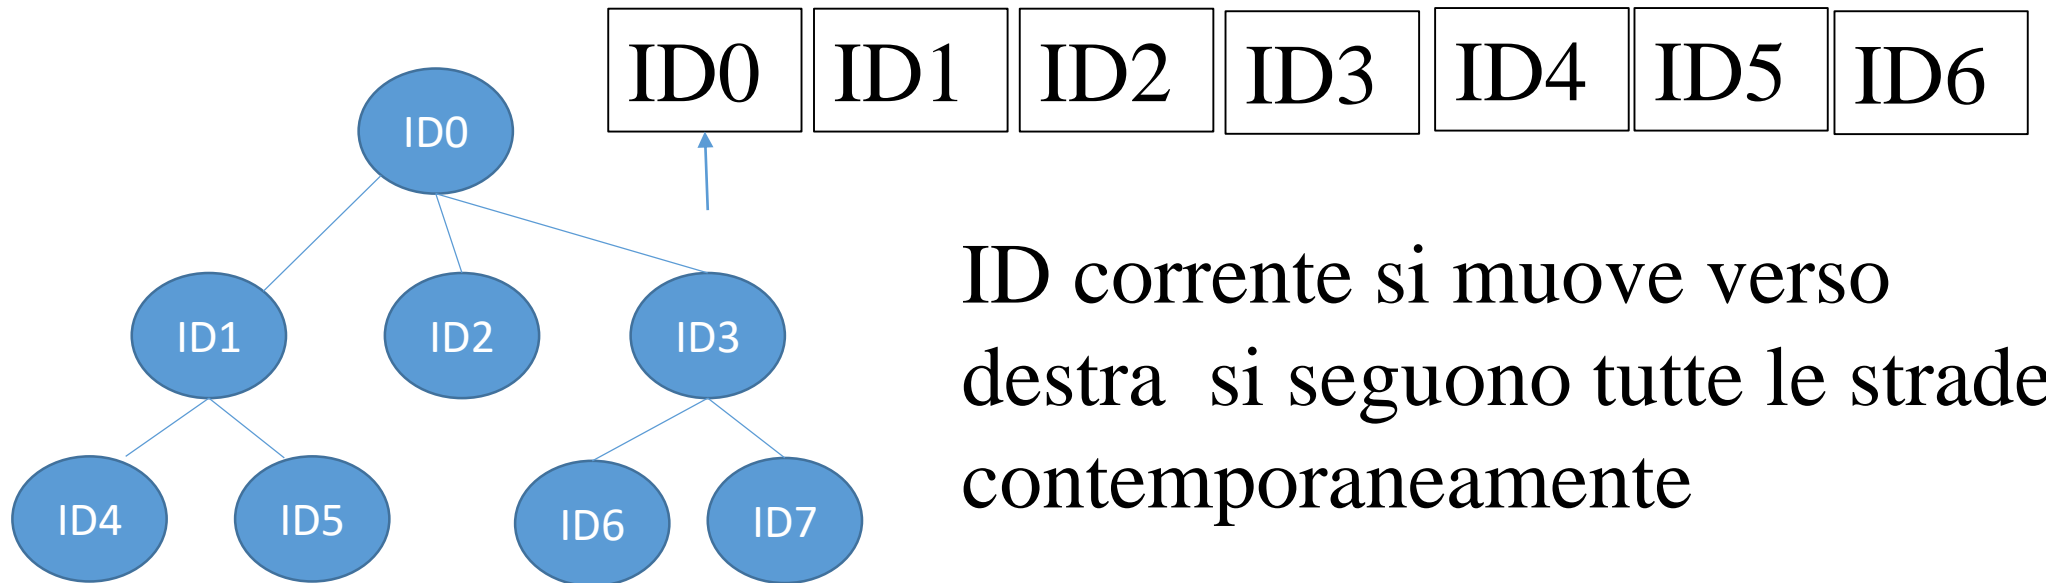 ID0 ID1 ID2 ID3 ID4 ID5 ID6
ID0
ID1 ID2 ID3
ID4 ID5 ID6 ID7
ID corrente si muove verso
destra si seguono tutte le strade
contemporaneamente